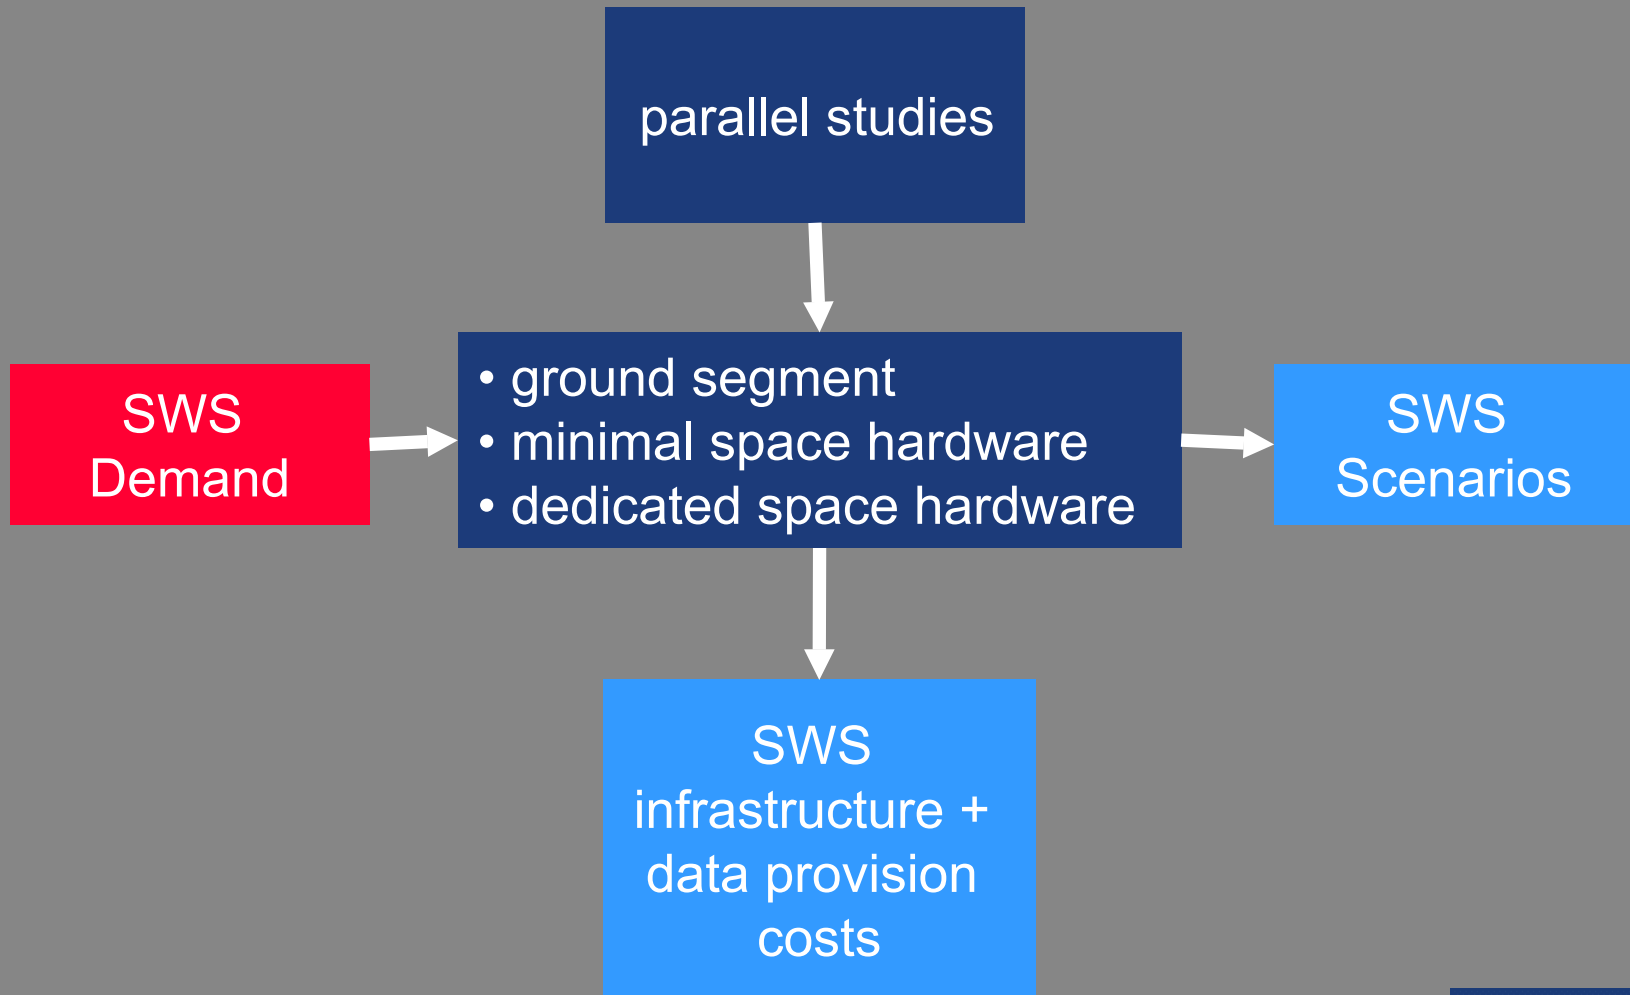 parallel studies
SWS
Demand
• ground segment
• minimal space hardware
• dedicated space hardware
SWS
Scenarios
SWS
infrastructure +
data provision
costs